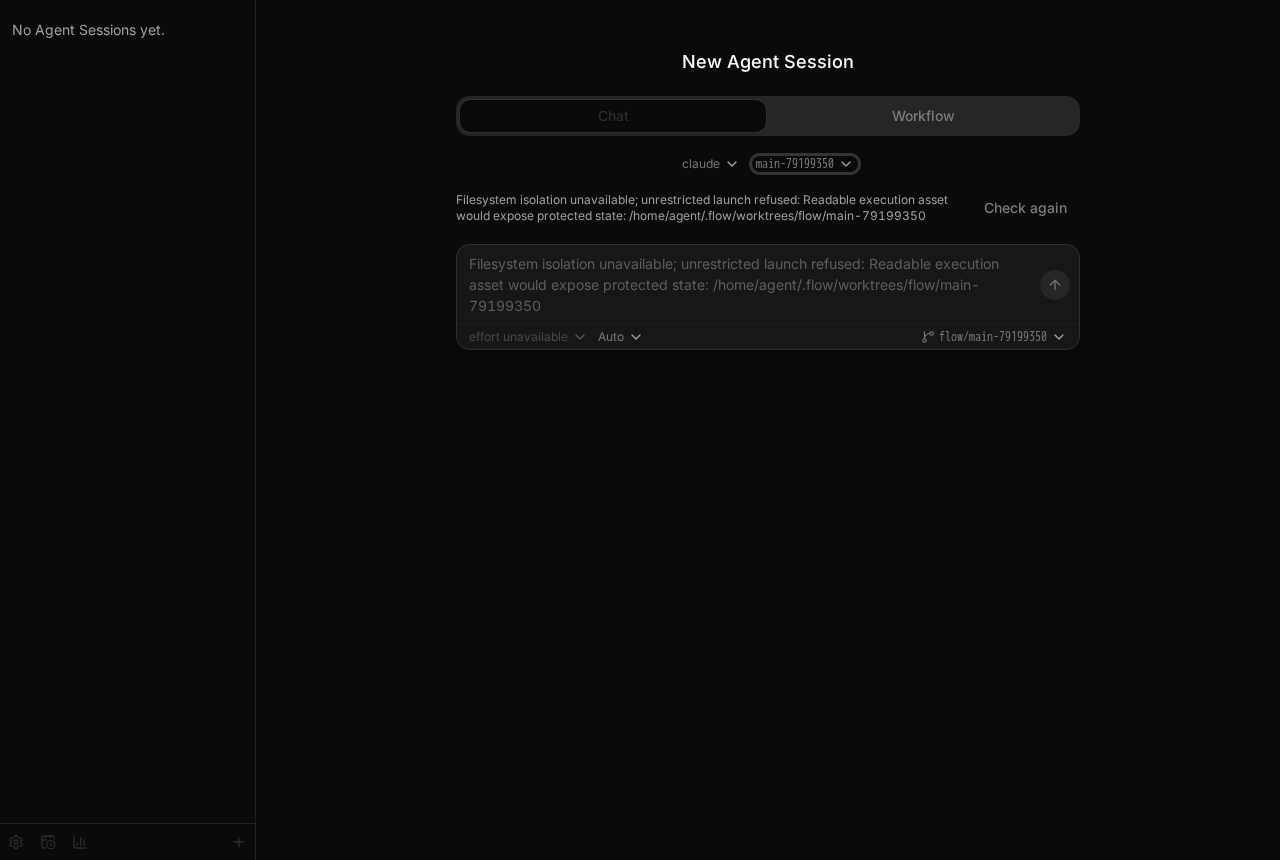 No Agent Sessions yet.
New Agent Session
Chat
Workflow
claude
main-79199350
Filesystem isolation unavailable; unrestricted launch refused: Readable execution asset
would expose protected state: /home/agent/.flow/worktrees/flow/main-79199350
Check again
Filesystem isolation unavailable; unrestricted launch refused: Readable execution
asset would expose protected state: /home/agent/.flow/worktrees/flow/main-
79199350
effort unavailable
Auto
flow/main-79199350